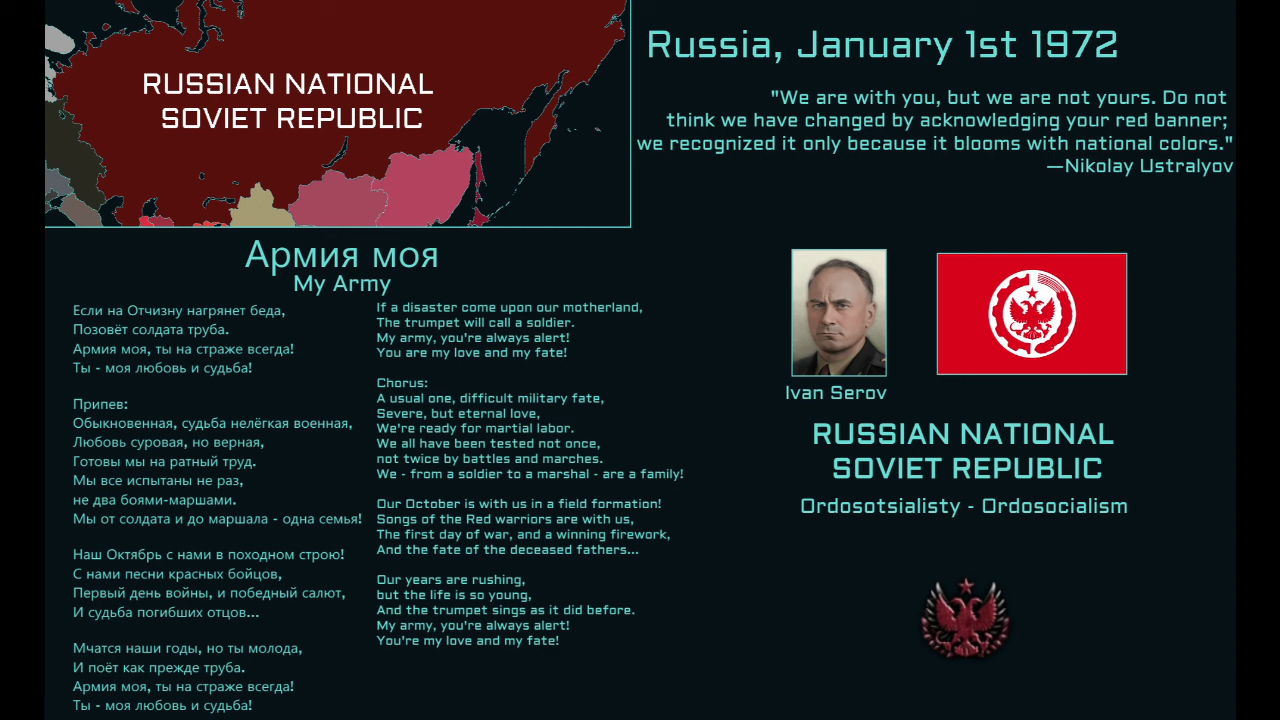 RUSSIAN NATIONAL
SOVIET REPUBLIC
Russia, January 1st 1972
"We are with you, but we are not yours. Do not
think we have changed by acknowledging your red banner;
we recognized it only because it blooms with national colors."
—Nikolay Ustralyov
Армия моя
My Army
Если на Отчизну нагрянет беда,
Позовёт солдата труба.
Армия моя, ты на страже всегда!
Ты - моя любовь и судьба!
Припев:
Обыкновенная, судьба нелёгкая военная,
Любовь суровая, но верная,
Готовы мы на ратный труд.
Мы все испытаны не раз,
не два боями-маршами.
Мы от солдата и до маршала - одна семья!
Наш Октябрь с нами в походном строю!
С нами песни красных бойцов,
Первый день войны, и победный салют,
И судьба погибших отцов...
Мчатся наши годы, но ты молода,
И поёт как прежде труба.
Армия моя, ты на страже всегда!
Ты - моя любовь и судьба!
If a disaster come upon our motherland,
The trumpet will call a soldier.
My army, you're always alert!
You are my love and my fate!
Chorus:
A usual one, difficult military fate,
Severe, but eternal love,
We're ready for martial labor.
We all have been tested not once,
not twice by battles and marches.
We - from a soldier to a marshal - are a family!
Our October is with us in a field formation!
Songs of the Red warriors are with us,
The first day of war, and a winning firework,
And the fate of the deceased fathers...
Our years are rushing,
but the life is so young,
And the trumpet sings as it did before.
My army, you're always alert!
You're my love and my fate!
Ivan Serov
RUSSIAN NATIONAL
SOVIET REPUBLIC
Ordosotsialisty - Ordosocialism